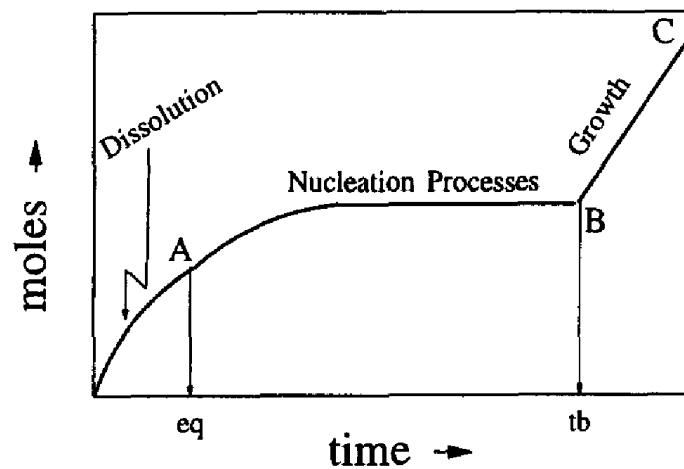 C
Dissolution
Growth
Nucleation Processes
A
B
moles
eq
tb
time